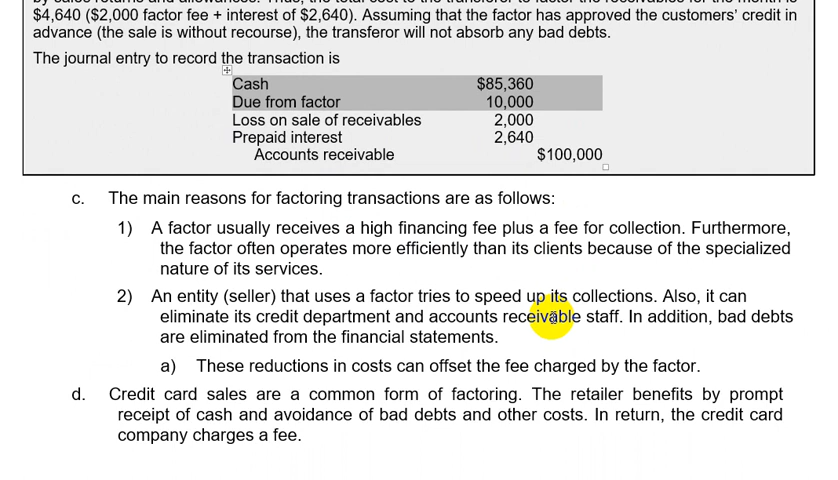 $4,640 ($2,000 factor fee + interest of $2,640). Assuming that the factor has approved the customers' credit in
advance (the sale is without recourse), the transferor will not absorb any bad debts.
The journal entry to record the transaction is
Cash $85,360
Due from factor 10,000
Loss on sale of receivables 2,000
Prepaid interest 2,640
Accounts receivable $100,000
c. The main reasons for factoring transactions are as follows:
1) A factor usually receives a high financing fee plus a fee for collection. Furthermore,
the factor often operates more efficiently than its clients because of the specialized
nature of its services.
2) An entity (seller) that uses a factor tries to speed up its collections. Also, it can
eliminate its credit department and accounts receivable staff. In addition, bad debts
are eliminated from the financial statements.
a) These reductions in costs can offset the fee charged by the factor.
d. Credit card sales are a common form of factoring. The retailer benefits by prompt
receipt of cash and avoidance of bad debts and other costs. In return, the credit card
company charges a fee.